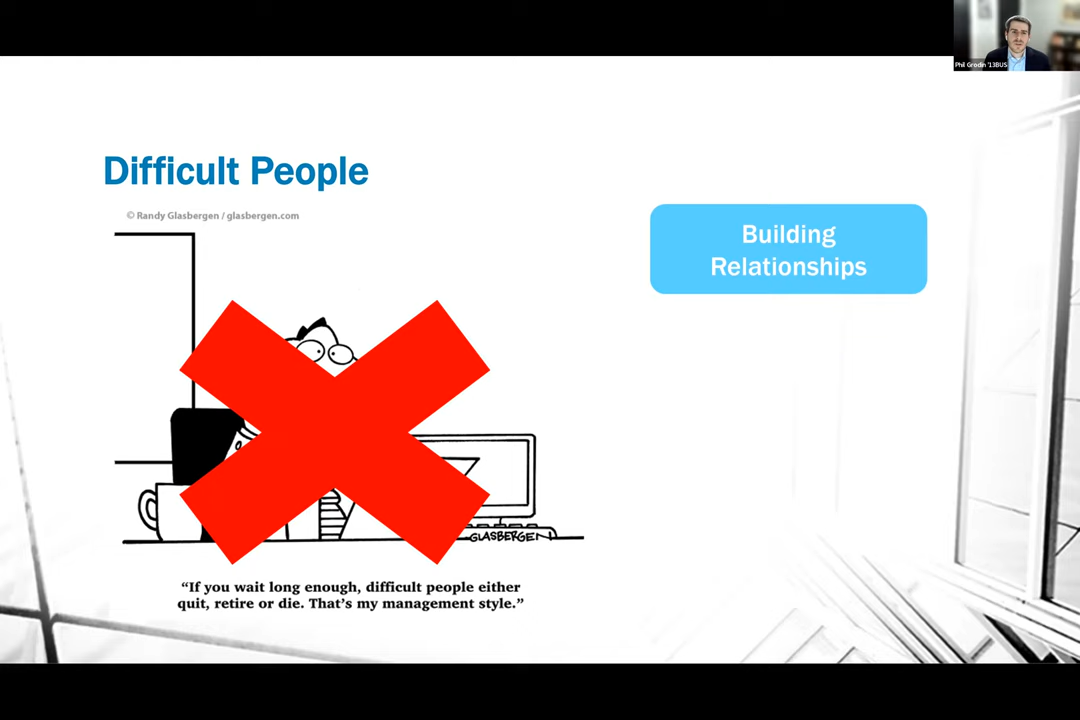 Phil Grodin '13BUS
Difficult People
© Randy Glasbergen / glasbergen.com
Building
Relationships
GLASBERGEN
“If you wait long enough, difficult people either
quit, retire or die. That’s my management style.”